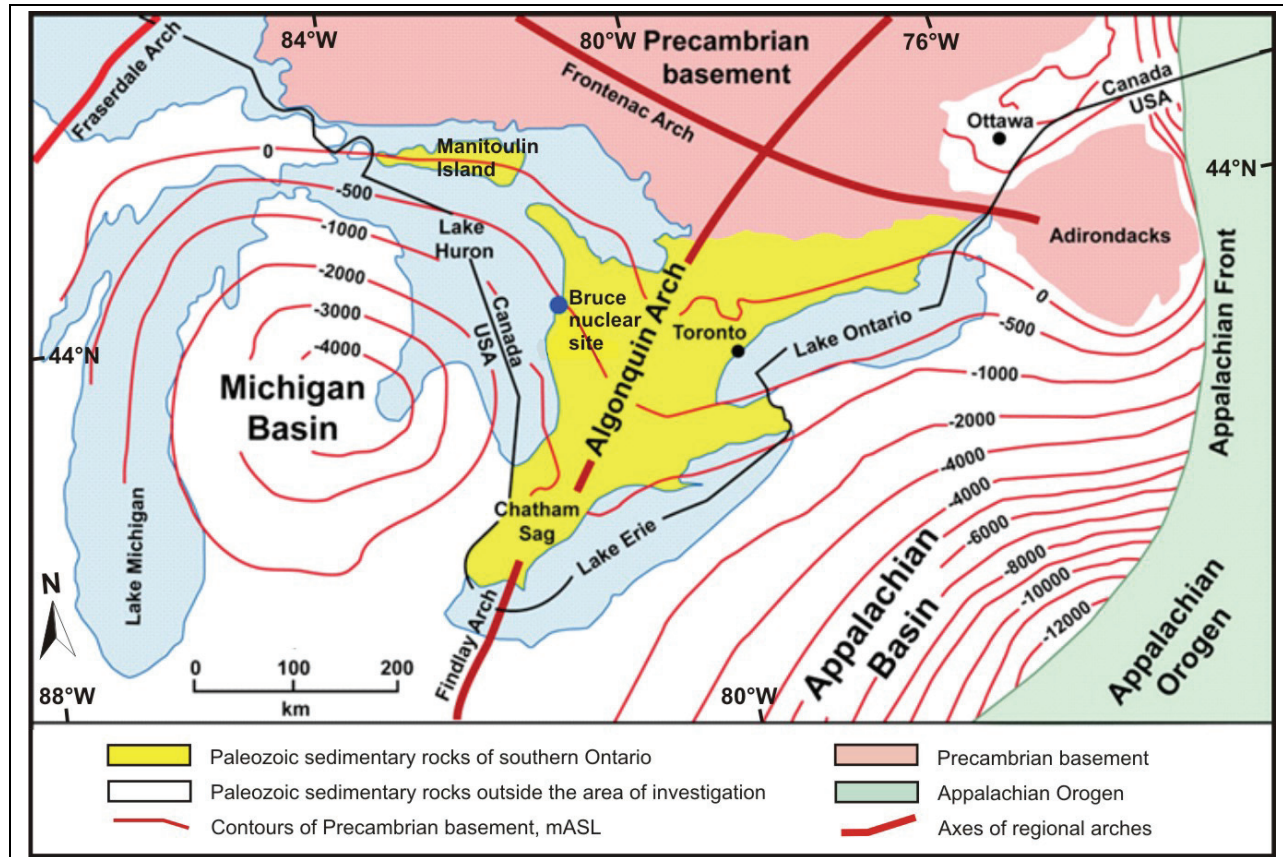 84°W
80°W
76°W
Fraserdale Arch
Precambrian
basement
Frontenac Arch
Canada
USA
Ottawa
44°N
0
Manitoulin
Island
-500
-1000
Lake
Huron
-2000
-3000
-4000
Adirondacks
Appalachian Front
Bruce
nuclear
site
Canada
USA
Algonquin Arch
Toronto
Lake Ontario
0
-500
-1000
-2000
-4000
-4000
-6000
-8000
-10000
-12000
44°N
Michigan
Basin
Lake Michigan
Chatham
Sag
Lake Erie
Findlay Arch
Appalachian
Basin
Appalachian
Orogen
N
0 100 200
km
88°W
80°W
Paleozoic sedimentary rocks of southern Ontario
Paleozoic sedimentary rocks outside the area of investigation
Contours of Precambrian basement, mASL
Precambrian basement
Appalachian Orogen
Axes of regional arches